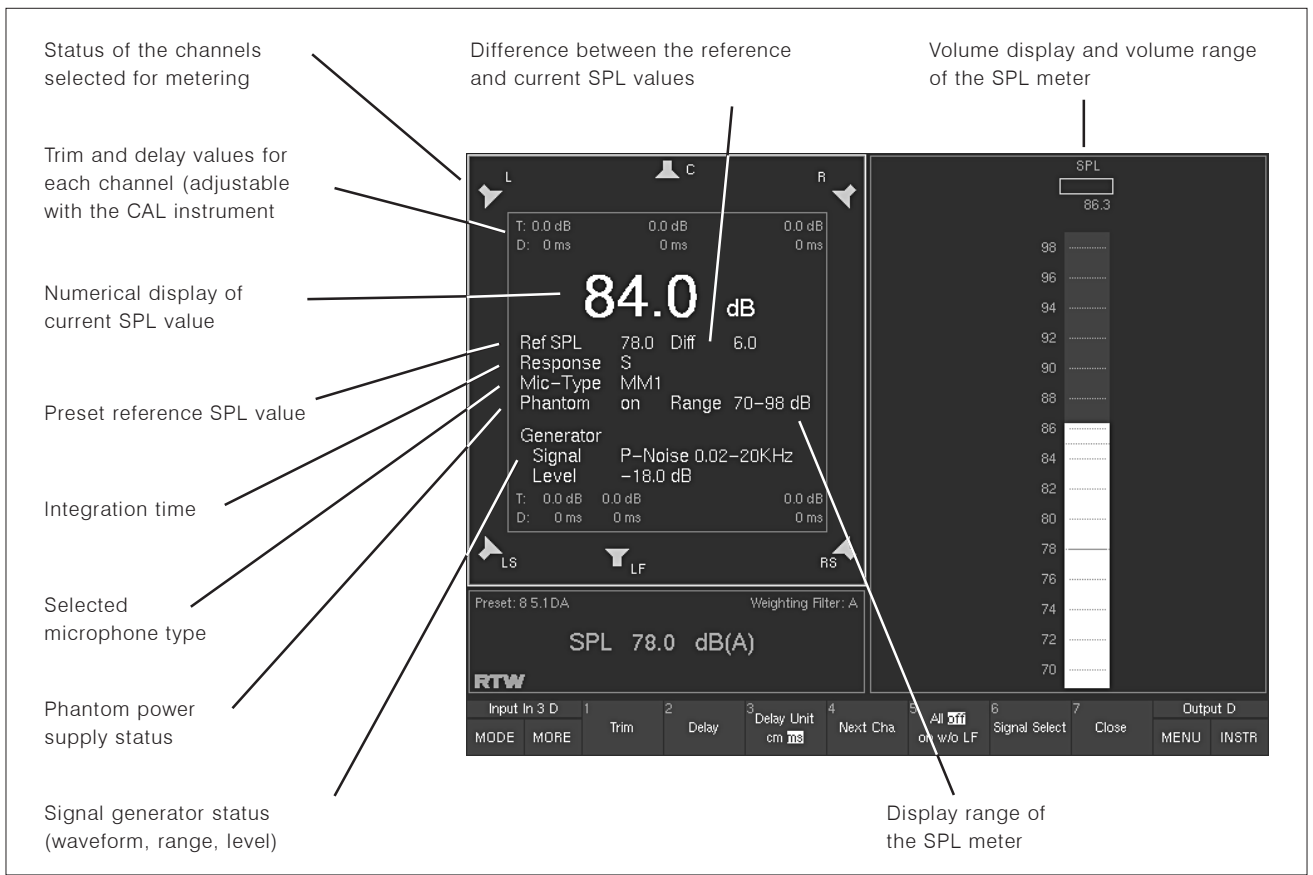 Status of the channels
selected for metering
Difference between the reference
and current SPL values
Volume display and volume range
of the SPL meter
Trim and delay values for
each channel (adjustable
with the CAL instrument
Numerical display of
current SPL value
Preset reference SPL value
Integration time
Selected
microphone type
Phantom power
supply status
Signal generator status
(waveform, range, level)
Display range of
the SPL meter
L
C
R
T: 0.0 dB 0.0 dB 0.0 dB
D: 0 ms 0 ms 0 ms
84.0 dB
Ref SPL 78.0 Diff 6.0
Response S
Mic-Type MM1
Phantom on Range 70-98 dB
Generator
Signal P-Noise 0.02-20KHz
Level -18.0 dB
T: 0.0 dB 0.0 dB 0.0 dB
D: 0 ms 0 ms 0 ms
LS
LF
RS
SPL
86.3
98
96
94
92
90
88
86
84
82
80
78
76
74
72
70
Preset: 8 5.1DA Weighting Filter: A
SPL 78.0 dB(A)
RTW
Input In 3 D
MODE MORE
1 Trim
2 Delay
3 Delay Unit
cm ms
4 Next Cha
5 All off
on w/o LF
6 Signal Select
7 Close
Output D
MENU INSTR